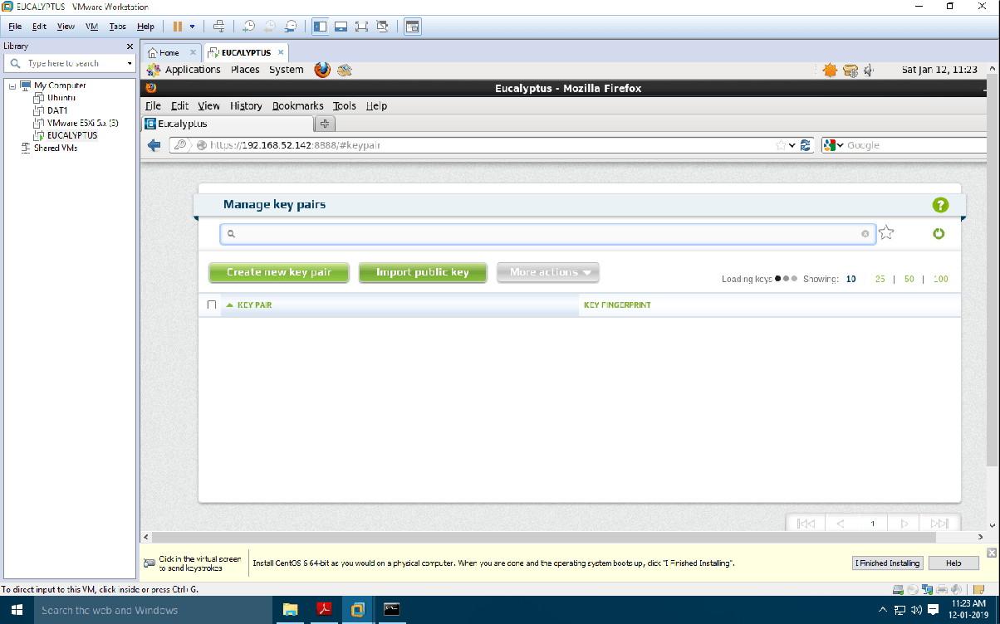 EUCALYPTUS - VMware Workstation
File Edit View VM Tabs Help
Library
Type here to search
My Computer
Ubuntu
DAT1
VMware ESXi 5.x (3)
EUCALYPTUS
Shared VMs
Home EUCALYPTUS
Applications Places System Sat Jan 12, 11:23
Eucalyptus - Mozilla Firefox
File Edit View History Bookmarks Tools Help
Eucalyptus
https://192.168.52.142:8888/#keypair Google
Manage key pairs ?
Create new key pair Import public key More actions Loading keys Showing: 10 25 | 50 | 100
KEY PAIR KEY FINGERPRINT
1
Click in the virtual screen
to send keystrokes
Install CentOS 6 64-bit as you would on a physical computer. When you are done and the operating system boots up, click "I Finished Installing".
I Finished Installing Help
To direct input to this VM, click inside or press Ctrl+G.
Search the web and Windows
11:23 AM
12-01-2019